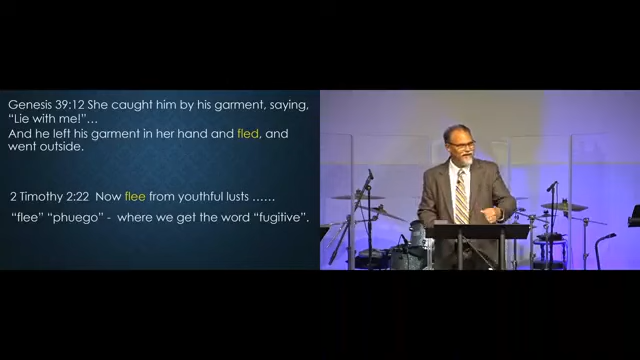 Genesis 39:12 She caught him by his garment, saying,
"Lie with me!"…
And he left his garment in her hand and fled, and
went outside.
2 Timothy 2:22  Now flee from youthful lusts ……
"flee" "phuego" -  where we get the word "fugitive".